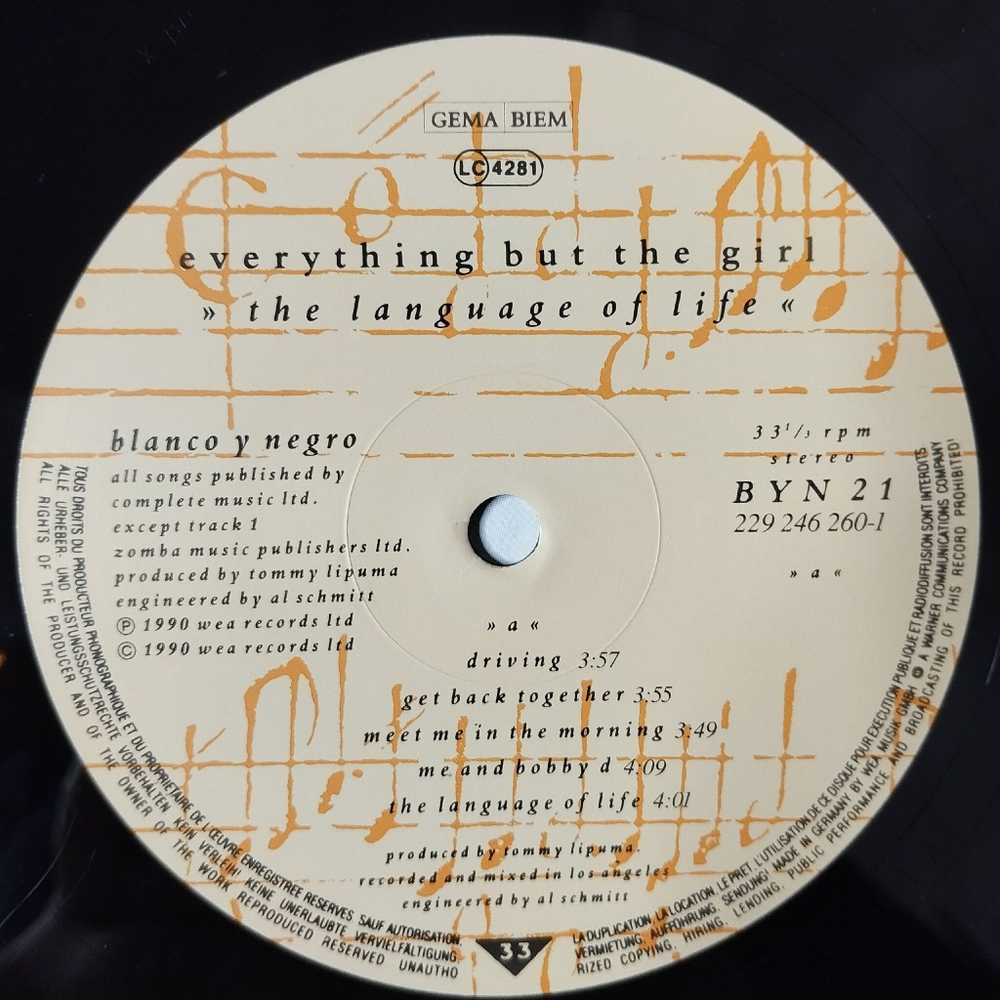 GEMA BIEM
LC 4281
everything but the girl
» the language of life «
blanco y negro
all songs published by
complete music ltd.
except track 1
zomba music publishers ltd.
produced by tommy lipuma
engineered by al schmitt
℗ 1990 wea records ltd
© 1990 wea records ltd
33 1/3 rpm
stereo
BYN 21
229 246 260-1
» a «
» a «
driving 3:57
get back together 3:55
meet me in the morning 3:49
me and bobby d 4:09
the language of life 4:01
produced by tommy lipuma.
recorded and mixed in los angeles
engineered by al schmitt
33
TOUS DROITS DU PRODUCTEUR PHONOGRAPHIQUE ET DU PROPRIETAIRE DE L'ŒUVRE ENREGISTREE RESERVES SAUF AUTORISATION, LA DUPLICATION, LA LOCATION, LE PRET, L'UTILISATION DE CE DISQUE POUR EXECUTION PUBLIQUE ET RADIODIFFUSION SONT INTERDITS
ALLE URHEBER- UND LEISTUNGSSCHUTZRECHTE VORBEHALTEN KEIN VERLEIH! KEINE UNERLAUBTE VERVIELFÄLTIGUNG, VERMIETUNG, AUFFÜHRUNG, SENDUNG! MADE IN GERMANY BY WEA MUSIK GMBH A WARNER COMMUNICATIONS COMPANY
ALL RIGHTS OF THE PRODUCER AND OF THE OWNER OF THE WORK REPRODUCED RESERVED UNAUTHORIZED COPYING, HIRING, LENDING, PUBLIC PERFORMANCE AND BROADCASTING OF THIS RECORD PROHIBITED!